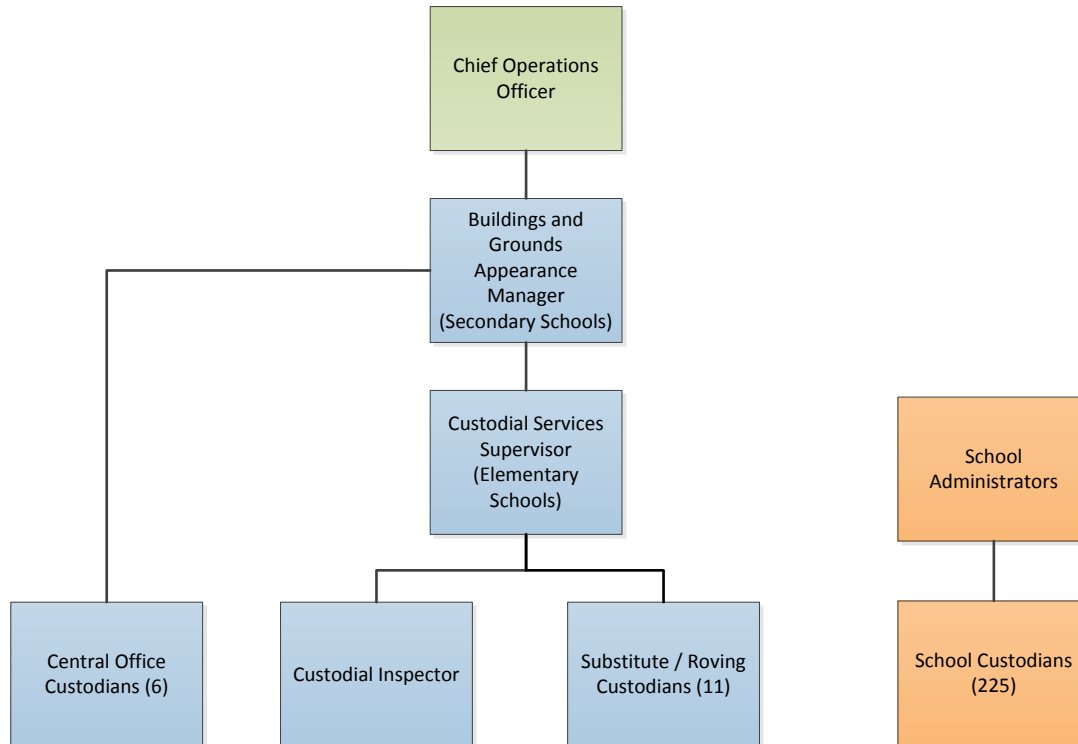 Chief Operations
Officer
Buildings and
Grounds
Appearance
Manager
(Secondary Schools)
Custodial Services
Supervisor
(Elementary
Schools)
School
Administrators
Central Office
Custodians (6)
Custodial Inspector
Substitute / Roving
Custodians (11)
School Custodians
(225)